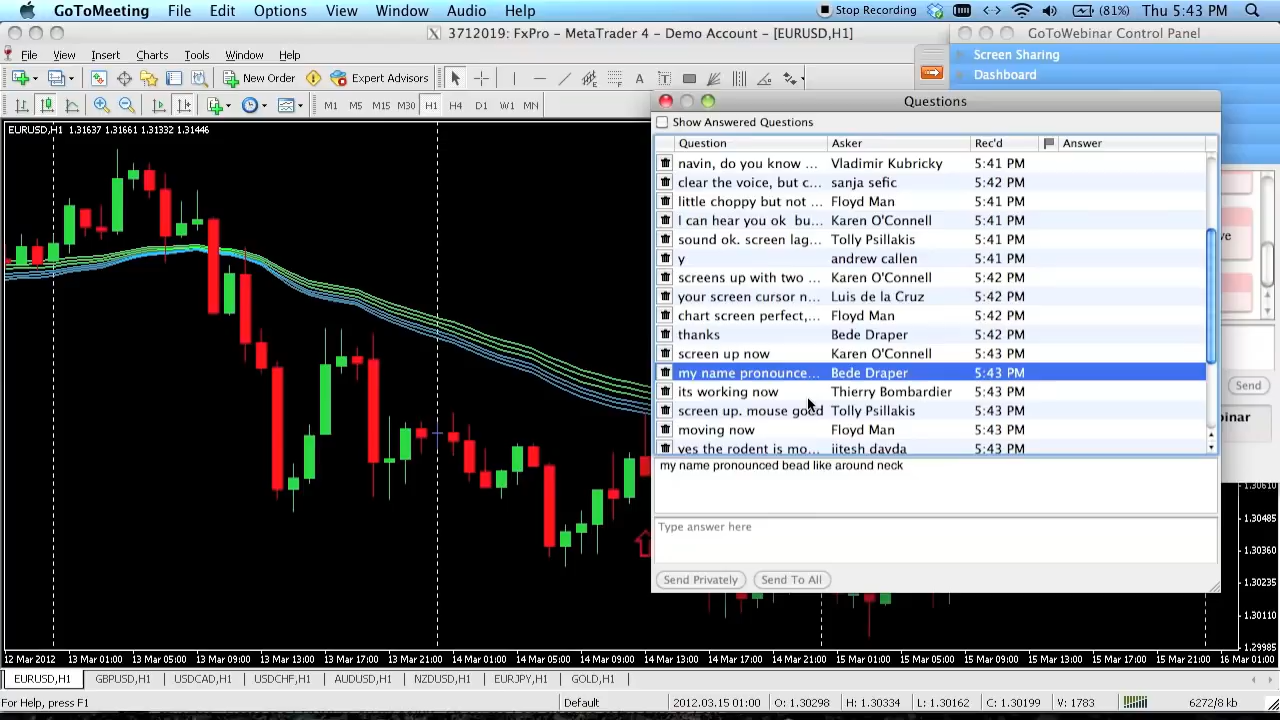 GoToMeeting File Edit Options View Window Audio Help Stop Recording (81%) Thu 5:43 PM
3712019: FxPro - MetaTrader 4 - Demo Account - [EURUSD,H1]
GoToWebinar Control Panel
File View Insert Charts Tools Window Help
Screen Sharing
Dashboard
New Order Expert Advisors A T
M1 M5 M15 M30 H1 H4 D1 W1 MN
Questions
Show Answered Questions
EURUSD,H1 1.31637 1.31661 1.31332 1.31446
Question Asker Rec'd Answer
navin, do you know ... Vladimir Kubricky 5:41 PM
clear the voice, but c... sanja sefic 5:42 PM
little choppy but not ... Floyd Man 5:41 PM
I can hear you ok bu... Karen O'Connell 5:41 PM
sound ok. screen lag... Tolly Psillakis 5:41 PM
y andrew callen 5:41 PM
screens up with two ... Karen O'Connell 5:42 PM
your screen cursor n... Luis de la Cruz 5:42 PM
chart screen perfect,... Floyd Man 5:42 PM
thanks Bede Draper 5:42 PM
screen up now Karen O'Connell 5:43 PM
my name pronounce... Bede Draper 5:43 PM
its working now Thierry Bombardier 5:43 PM
screen up. mouse good Tolly Psillakis 5:43 PM
moving now Floyd Man 5:43 PM
yes the rodent is mo... jitesh davda 5:43 PM
Send
my name pronounced bead like around neck
Type answer here
Send Privately Send To All
1.30610
1.30485
1.30360
1.30235
1.30110
1.29985
12 Mar 2012 13 Mar 01:00 13 Mar 05:00 13 Mar 09:00 13 Mar 13:00 13 Mar 17:00 13 Mar 21:00 14 Mar 01:00 14 Mar 05:00 14 Mar 09:00 14 Mar 13:00 14 Mar 17:00 14 Mar 21:00 15 Mar 01:00 15 Mar 05:00 15 Mar 09:00 15 Mar 13:00 15 Mar 17:00 15 Mar 21:00 16 Mar 01:00
EURUSD,H1 GBPUSD,H1 USDCAD,H1 USDCHF,H1 AUDUSD,H1 NZDUSD,H1 EURJPY,H1 GOLD,H1
For Help, press F1 Default 2012.03.15 01:00 O: 1.30298 H: 1.30334 L: 1.30162 C: 1.30199 V: 1783 6272/8 kb